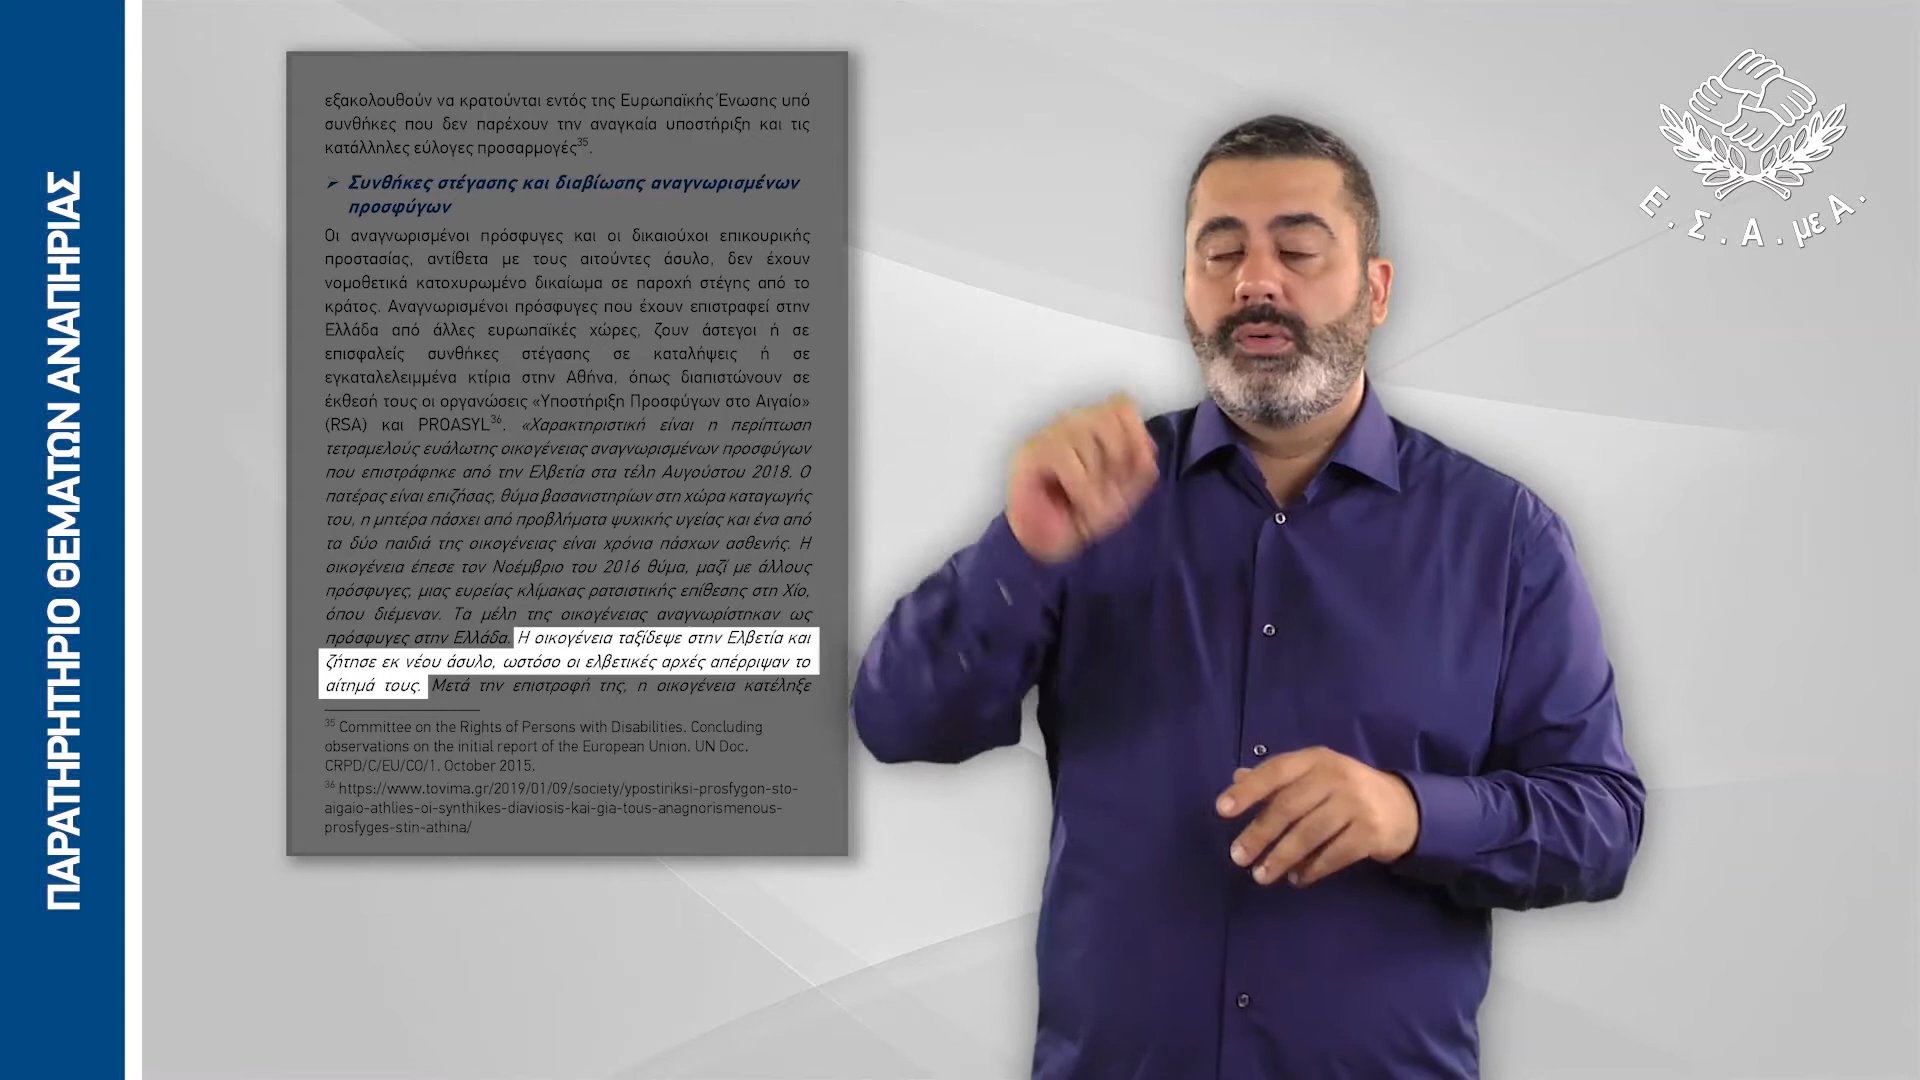 ΠΑΡΑΤΗΡΗΤΗΡΙΟ ΘΕΜΑΤΩΝ ΑΝΑΠΗΡΙΑΣ
εξακολουθούν να κρατούνται εντός της Ευρωπαϊκής Ένωσης υπό
συνθήκες που δεν παρέχουν την αναγκαία υποστήριξη και τις
κατάλληλες εύλογες προσαρμογές35.
➢ Συνθήκες στέγασης και διαβίωσης αναγνωρισμένων
προσφύγων
Οι αναγνωρισμένοι πρόσφυγες και οι δικαιούχοι επικουρικής
προστασίας, αντίθετα με τους αιτούντες άσυλο, δεν έχουν
νομοθετικά κατοχυρωμένο δικαίωμα σε παροχή στέγης από το
κράτος. Αναγνωρισμένοι πρόσφυγες που έχουν επιστραφεί στην
Ελλάδα από άλλες ευρωπαϊκές χώρες, ζουν άστεγοι ή σε
επισφαλείς συνθήκες στέγασης σε καταλήψεις ή σε
εγκαταλελειμμένα κτίρια στην Αθήνα, όπως διαπιστώνουν σε
έκθεσή τους οι οργανώσεις «Υποστήριξη Προσφύγων στο Αιγαίο»
(RSA) και PROASYL36. «Χαρακτηριστική είναι η περίπτωση
τετραμελούς ευάλωτης οικογένειας αναγνωρισμένων προσφύγων
που επιστράφηκε από την Ελβετία στα τέλη Αυγούστου 2018. Ο
πατέρας είναι επιζήσας, θύμα βασανιστηρίων στη χώρα καταγωγής
του, η μητέρα πάσχει από προβλήματα ψυχικής υγείας και ένα από
τα δύο παιδιά της οικογένειας είναι χρόνια πάσχων ασθενής. Η
οικογένεια έπεσε τον Νοέμβριο του 2016 θύμα, μαζί με άλλους
πρόσφυγες, μιας ευρείας κλίμακας ρατσιστικής επίθεσης στη Χίο,
όπου διέμεναν. Τα μέλη της οικογένειας αναγνωρίστηκαν ως
πρόσφυγες στην Ελλάδα. Η οικογένεια ταξίδεψε στην Ελβετία και
ζήτησε εκ νέου άσυλο, ωστόσο οι ελβετικές αρχές απέρριψαν το
αίτημά τους. Μετά την επιστροφή της, η οικογένεια κατέληξε
35 Committee on the Rights of Persons with Disabilities. Concluding
observations on the initial report of the European Union. UN Doc.
CRPD/C/EU/CO/1. October 2015.
36 https://www.tovima.gr/2019/01/09/society/ypostiriksi-prosfygon-sto-
aigaio-athlies-oi-synthikes-diaviosis-kai-gia-tous-anagnorismenous-
prosfyges-stin-athina/
Ε.Σ.Α.μεΑ.